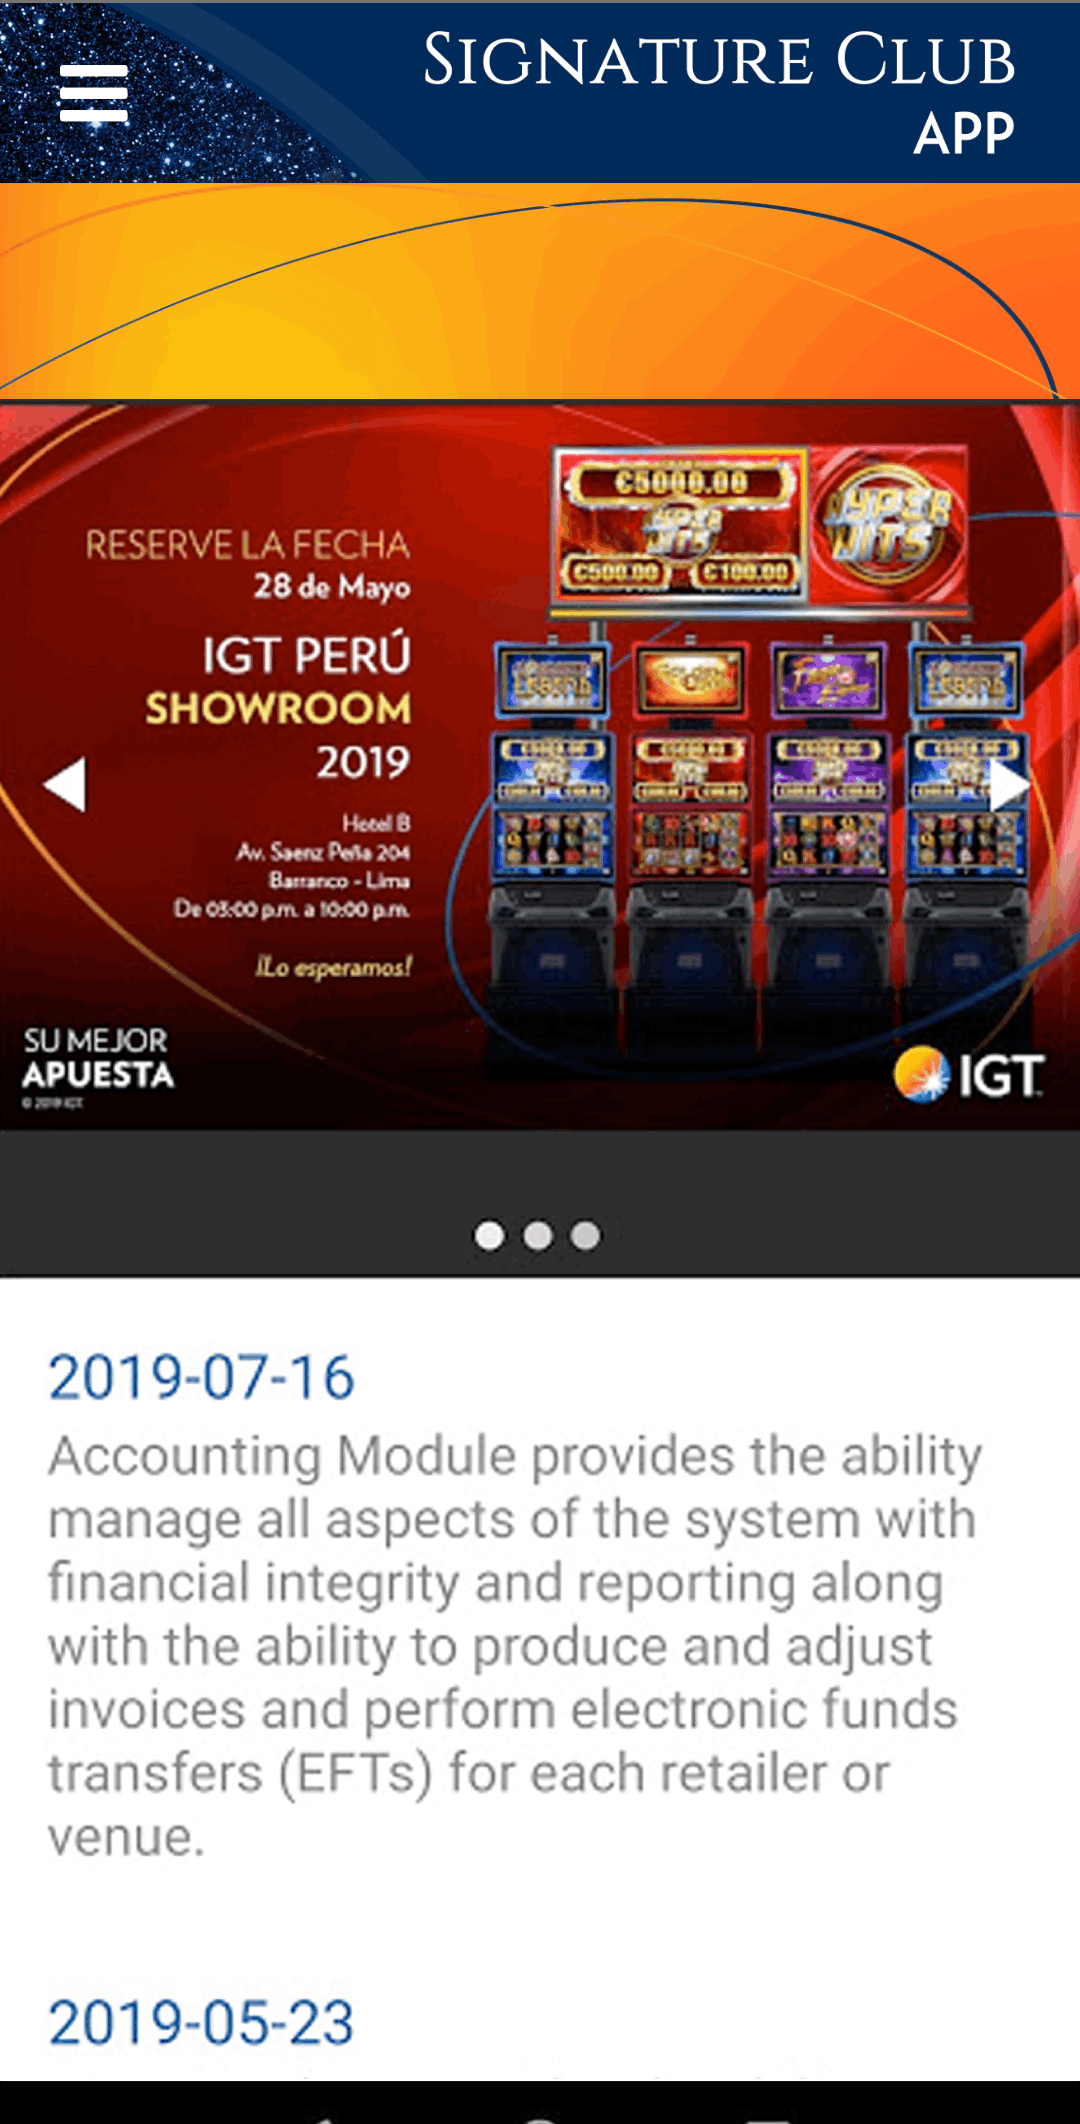 SIGNATURE CLUB
APP
RESERVE LA FECHA
28 de Mayo
IGT PERÚ
SHOWROOM
2019
Hotel B
Av. Saenz Peña 204
Barranco - Lima
De 03:00 p.m. a 10:00 p.m.
¡Lo esperamos!
SU MEJOR
APUESTA
© 2019 IGT.
€5000.00
HYPER
HITS
€500.00
€100.00
HYPER
HITS
IGT
2019-07-16
Accounting Module provides the ability
manage all aspects of the system with
financial integrity and reporting along
with the ability to produce and adjust
invoices and perform electronic funds
transfers (EFTs) for each retailer or
venue.
2019-05-23